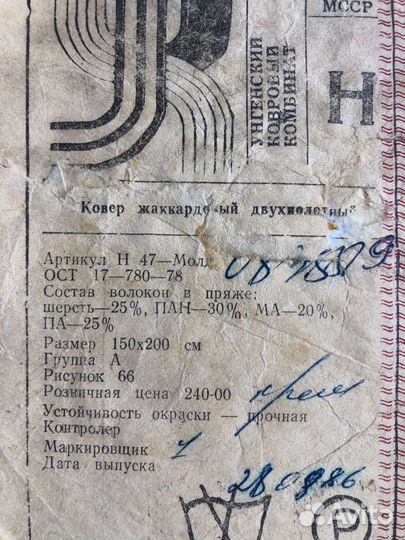 МССР
УНГЕНСКИЙ
КОВРОВЫЙ
КОМБИНАТ
Н
Ковер жаккардовый двухполотный
Артикул Н 47—Молд.
ОСТ 17—780—78
Состав волокон в пряже:
шерсть—25%, ПАН—30%, МА—20%,
ПА—25%
Размер 150х200 см
Группа А
Рисунок 66
Розничная цена 240-00
Устойчивость окраски — прочная
Контролер
Маркировщик
Дата выпуска
28 09 86
Р
Avito